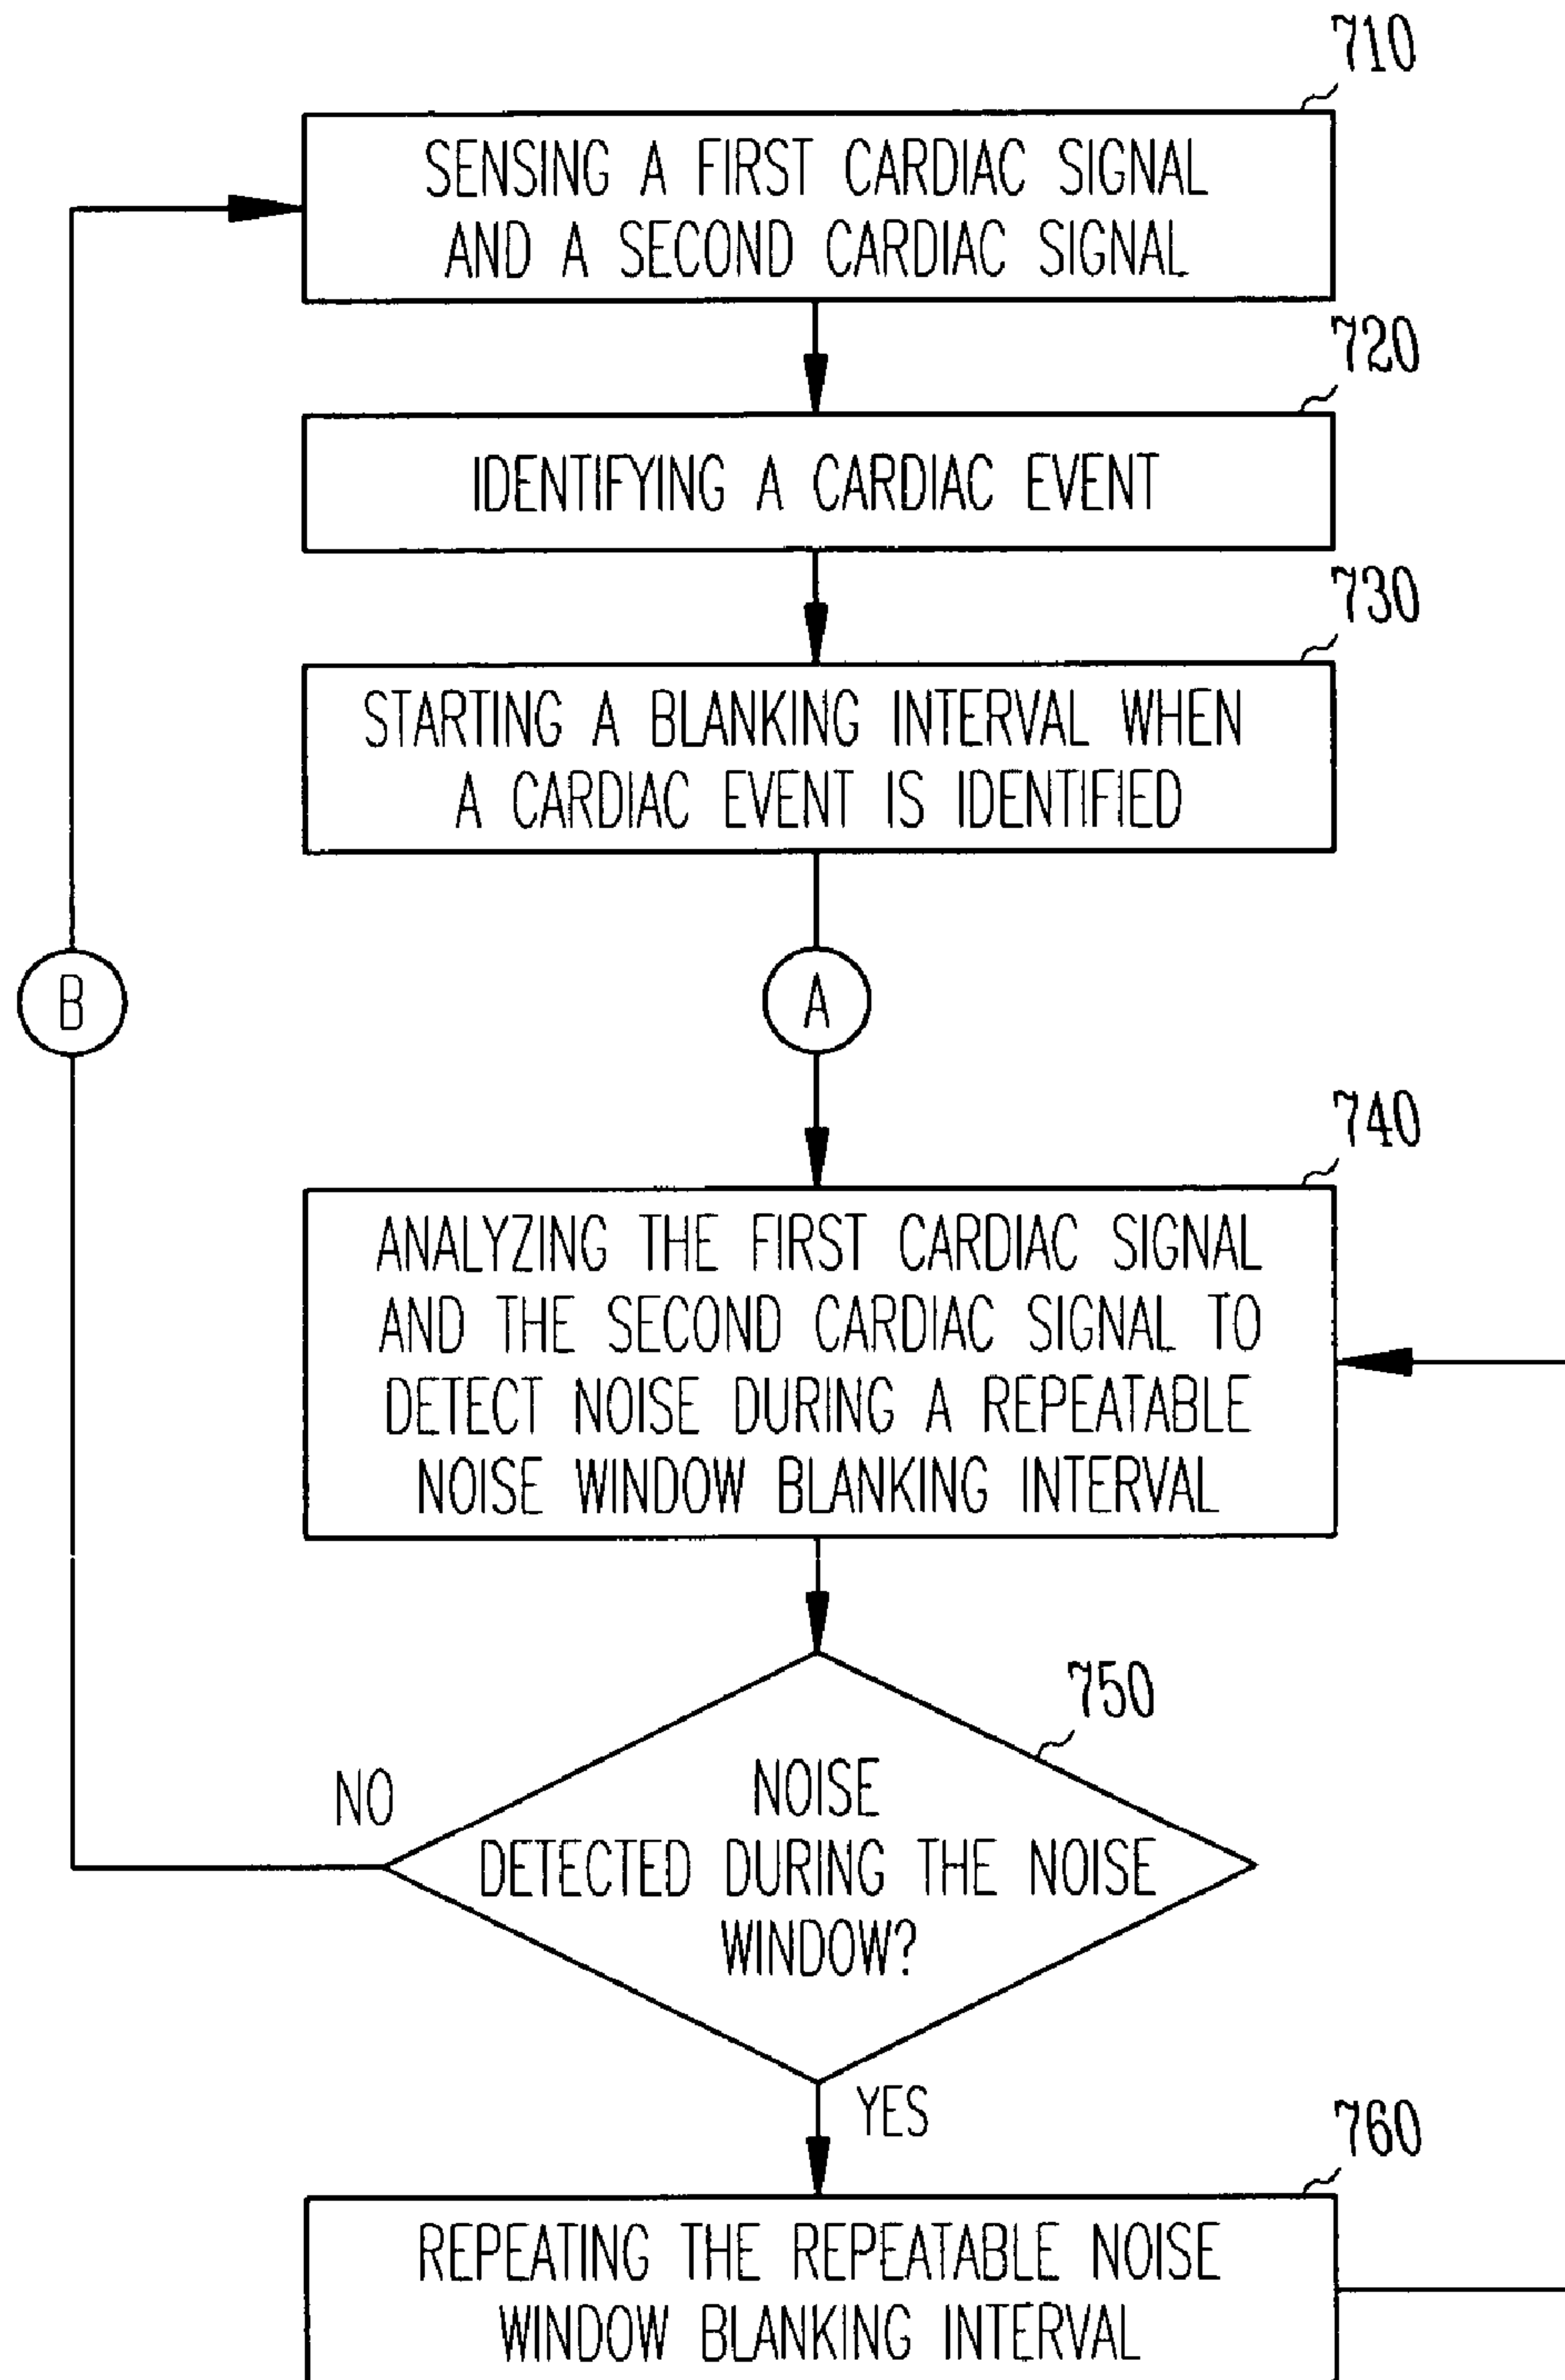 710
SENSING A FIRST CARDIAC SIGNAL
AND A SECOND CARDIAC SIGNAL
720
IDENTIFYING A CARDIAC EVENT
730
STARTING A BLANKING INTERVAL WHEN
A CARDIAC EVENT IS IDENTIFIED
B
A
740
ANALYZING THE FIRST CARDIAC SIGNAL
AND THE SECOND CARDIAC SIGNAL TO
DETECT NOISE DURING A REPEATABLE
NOISE WINDOW BLANKING INTERVAL
750
NO
NOISE
DETECTED DURING THE NOISE
WINDOW?
YES
760
REPEATING THE REPEATABLE NOISE
WINDOW BLANKING INTERVAL